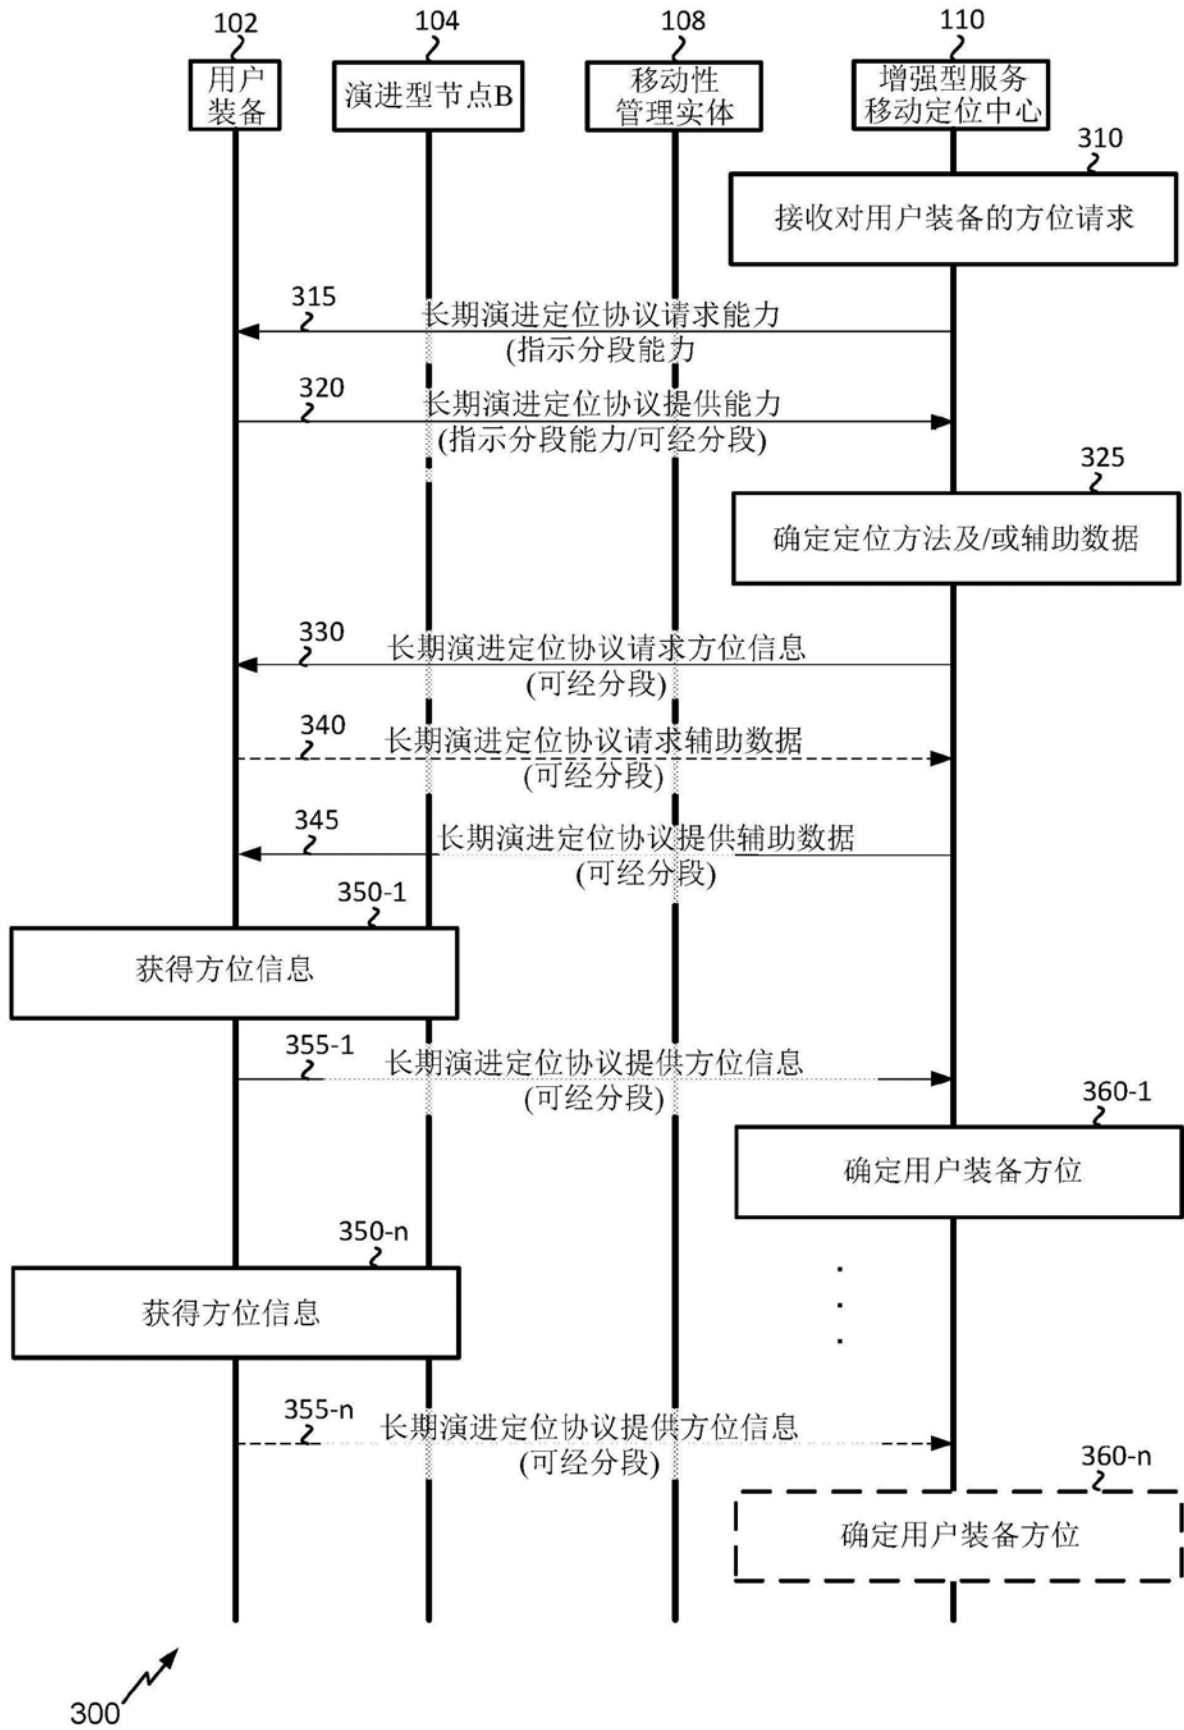 102
104
108
110
用户
装备
演进型节点B
移动性
管理实体
增强型服务
移动定位中心
310
接收对用户装备的方位请求
315
长期演进定位协议请求能力
(指示分段能力
320
长期演进定位协议提供能力
(指示分段能力/可经分段)
325
确定定位方法及/或辅助数据
330
长期演进定位协议请求方位信息
(可经分段)
340
长期演进定位协议请求辅助数据
(可经分段)
345
长期演进定位协议提供辅助数据
(可经分段)
350-1
获得方位信息
355-1
长期演进定位协议提供方位信息
(可经分段)
360-1
确定用户装备方位
350-n
获得方位信息
355-n
长期演进定位协议提供方位信息
(可经分段)
360-n
确定用户装备方位
300